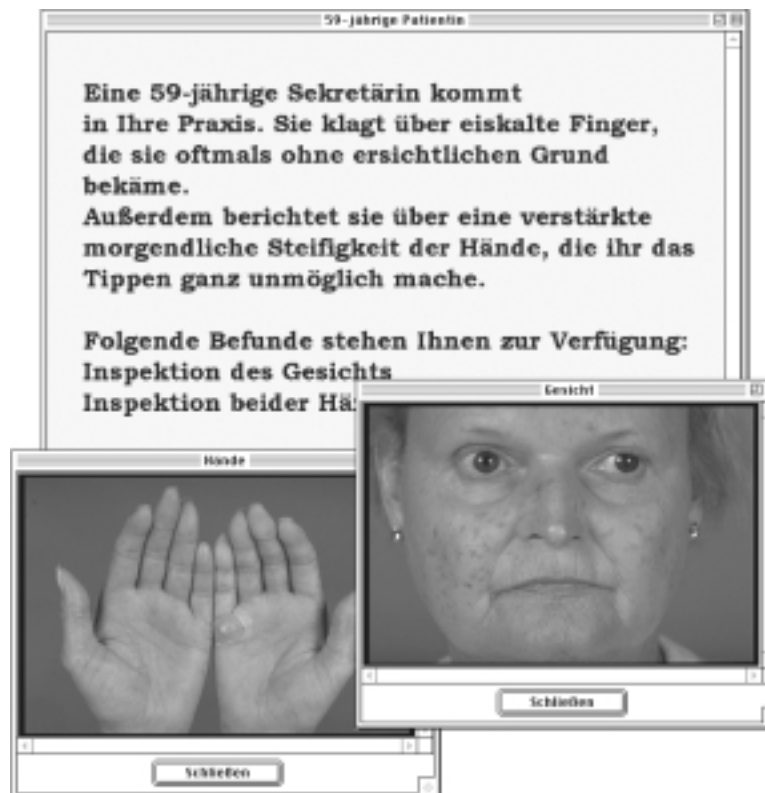 59-jährige Patientin
Eine 59-jährige Sekretärin kommt
in Ihre Praxis. Sie klagt über eiskalte Finger,
die sie oftmals ohne ersichtlichen Grund
bekäme.
Außerdem berichtet sie über eine verstärkte
morgendliche Steifigkeit der Hände, die ihr das
Tippen ganz unmöglich mache.
Folgende Befunde stehen Ihnen zur Verfügung:
Inspektion des Gesichts
Inspektion beider Hä
Gesicht
Schließen
Hände
Schließen